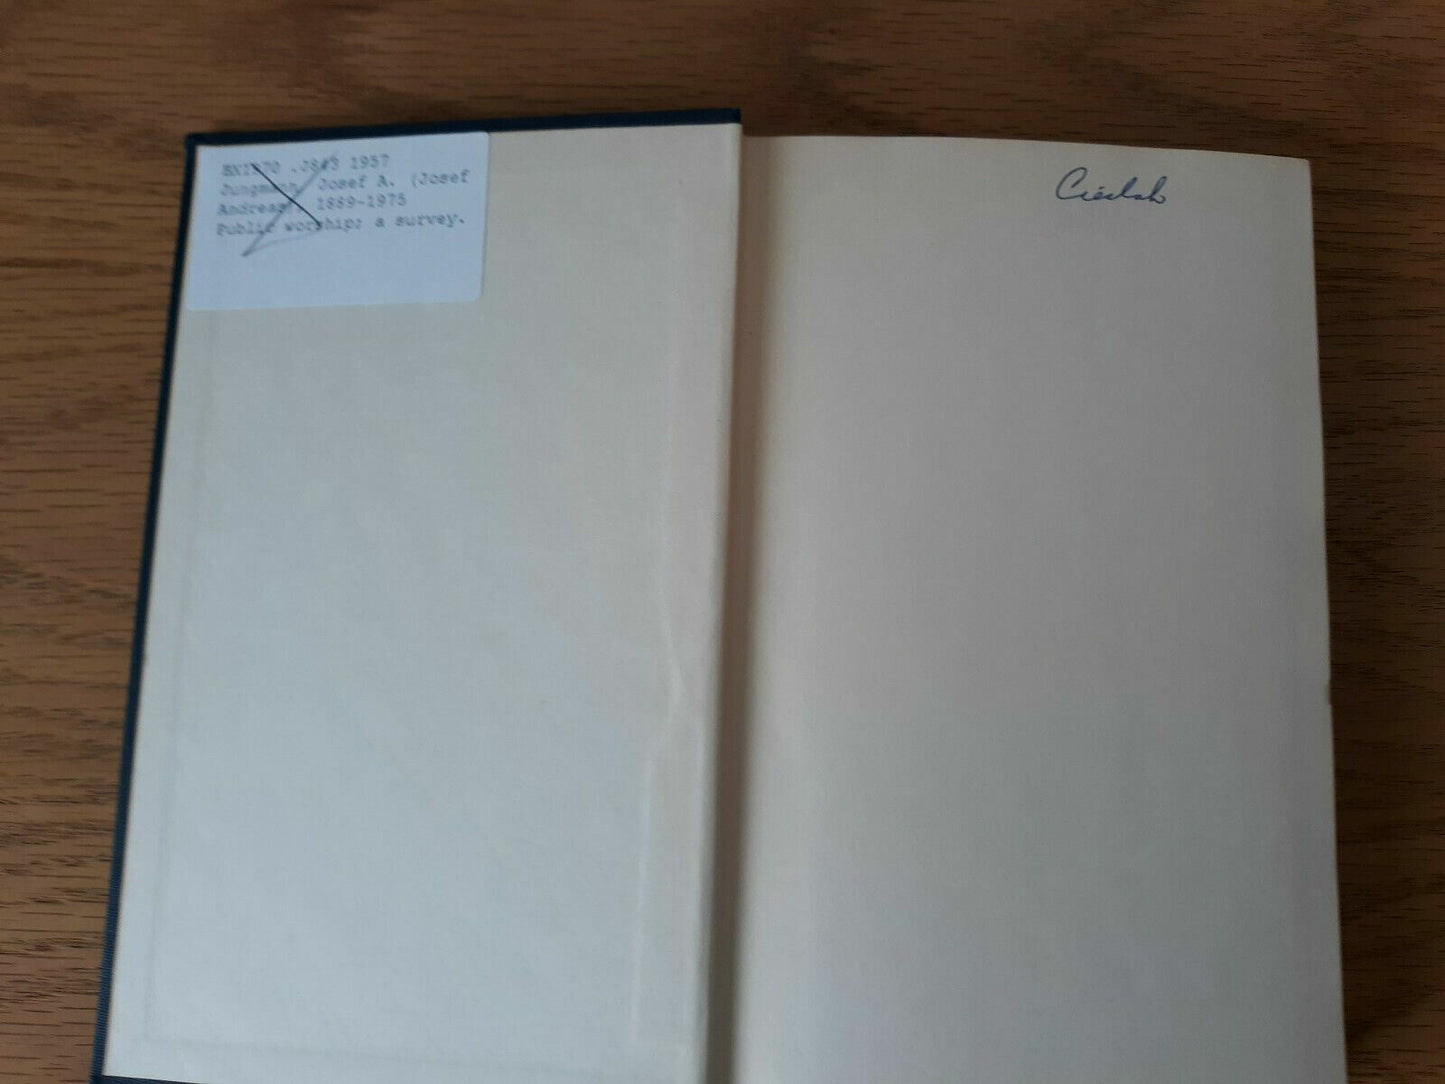 BX1970 .J843 1957
Jungmann, Josef A. (Josef
Andreas), 1889-1975
Public worship: a survey.
Cieslak